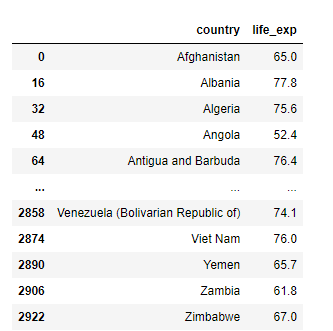 country life_exp
0 Afghanistan 65.0
16 Albania 77.8
32 Algeria 75.6
48 Angola 52.4
64 Antigua and Barbuda 76.4
... ... ...
2858 Venezuela (Bolivarian Republic of) 74.1
2874 Viet Nam 76.0
2890 Yemen 65.7
2906 Zambia 61.8
2922 Zimbabwe 67.0